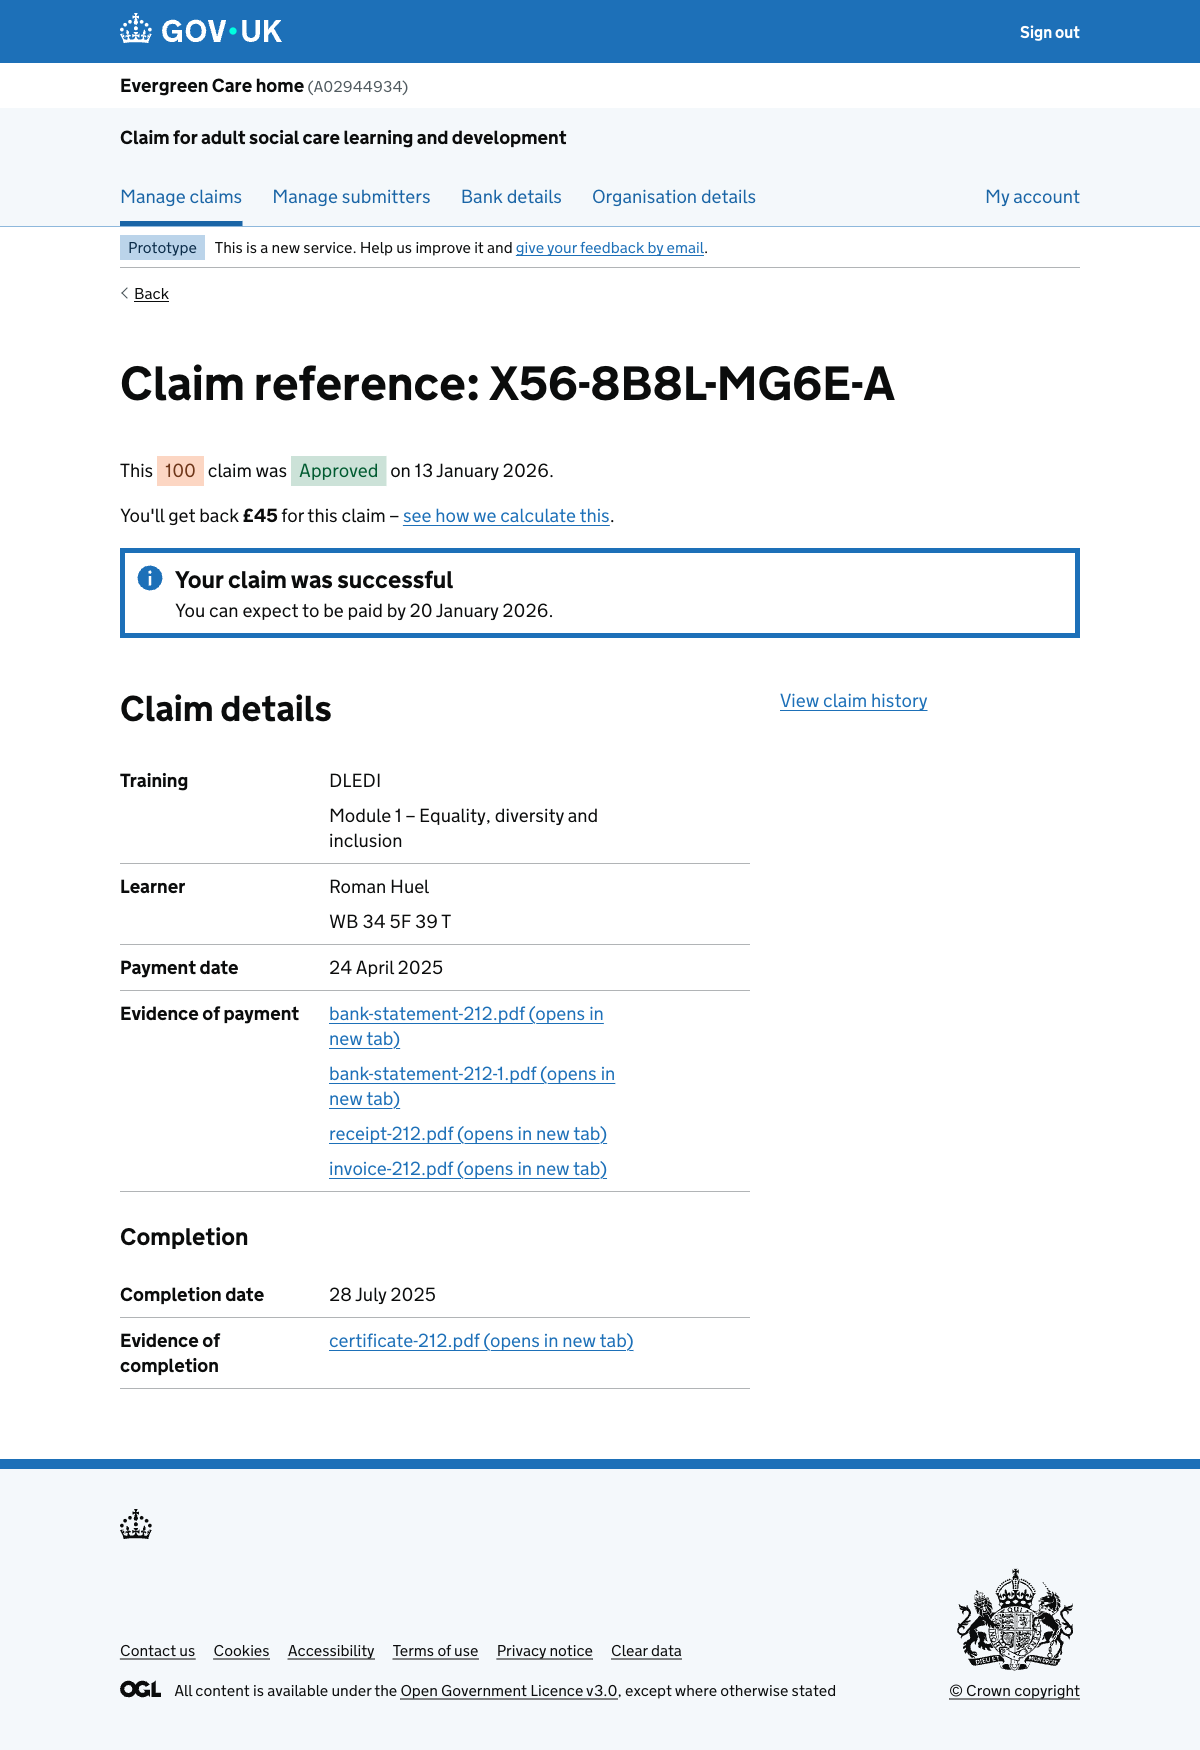 GOV·UK
Sign out
Evergreen Care home (A02944934)
Claim for adult social care learning and development
Manage claims Manage submitters Bank details Organisation details My account
Prototype This is a new service. Help us improve it and give your feedback by email.
Back
Claim reference: X56-8B8L-MG6E-A
This 100 claim was Approved on 13 January 2026.
You'll get back £45 for this claim – see how we calculate this.
Your claim was successful
You can expect to be paid by 20 January 2026.
Claim details
View claim history
Training DLEDI
Module 1 – Equality, diversity and
inclusion
Learner Roman Huel
WB 34 5F 39 T
Payment date 24 April 2025
Evidence of payment bank-statement-212.pdf (opens in
new tab)
bank-statement-212-1.pdf (opens in
new tab)
receipt-212.pdf (opens in new tab)
invoice-212.pdf (opens in new tab)
Completion
Completion date 28 July 2025
Evidence of
completion
certificate-212.pdf (opens in new tab)
Contact us Cookies Accessibility Terms of use Privacy notice Clear data
OGL All content is available under the Open Government Licence v3.0, except where otherwise stated
© Crown copyright